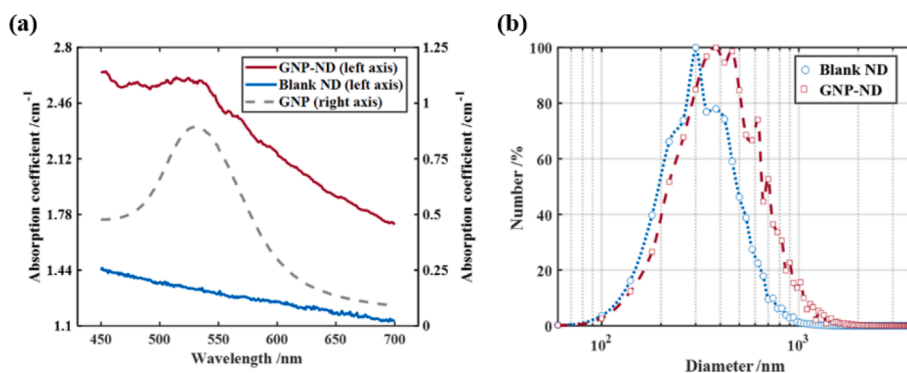 (a)
2.8
2.46
2.12
1.78
1.44
1.1
Absorption coefficient /cm⁻¹
450 500 550 600 650 700
Wavelength /nm
1.25
1
0.75
0.5
0.25
0
Absorption coefficient /cm⁻¹
GNP-ND (left axis)
Blank ND (left axis)
GNP (right axis)
(b)
100
80
60
40
20
0
Number /%
10² 10³
Diameter /nm
Blank ND
GNP-ND